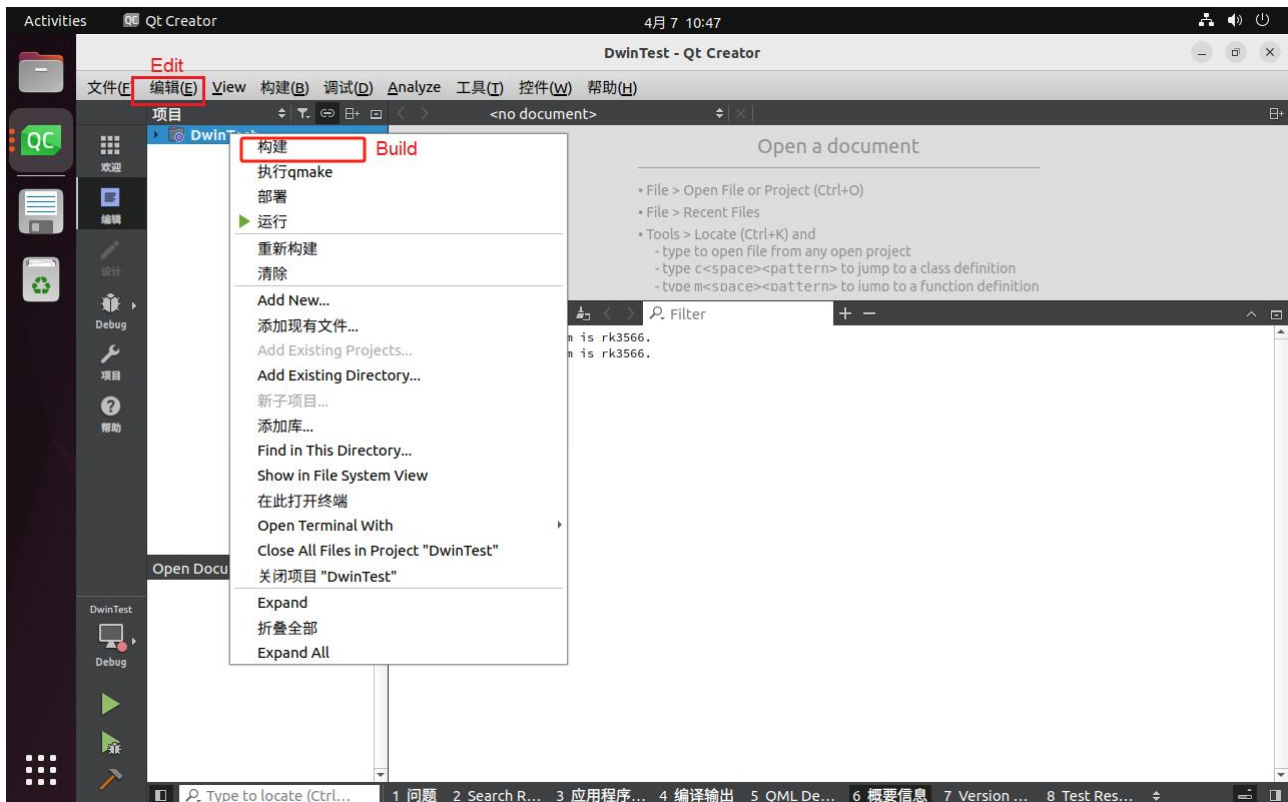 Activities Qt Creator 4月 7 10:47
DwinTest - Qt Creator
Edit
文件(F 编辑(E) View 构建(B) 调试(D) Analyze 工具(T) 控件(W) 帮助(H)
项目 <no document>
QC
DwinTest
欢迎
编辑
设计
Debug
项目
帮助
构建 Build
执行qmake
部署
运行
重新构建
清除
Add New...
添加现有文件...
Add Existing Projects...
Add Existing Directory...
新子项目...
添加库...
Find in This Directory...
Show in File System View
在此打开终端
Open Terminal With
Close All Files in Project "DwinTest"
关闭项目 "DwinTest"
Expand
折叠全部
Expand All
Open a document
• File > Open File or Project (Ctrl+O)
• File > Recent Files
• Tools > Locate (Ctrl+K) and
- type to open file from any open project
- type c<space><pattern> to jump to a class definition
- type m<space><pattern> to jump to a function definition
Filter
is rk3566.
is rk3566.
Open Docu
DwinTest
Debug
Type to locate (Ctrl... 1 问题 2 Search R... 3 应用程序... 4 编译输出 5 QML De... 6 概要信息 7 Version ... 8 Test Res...